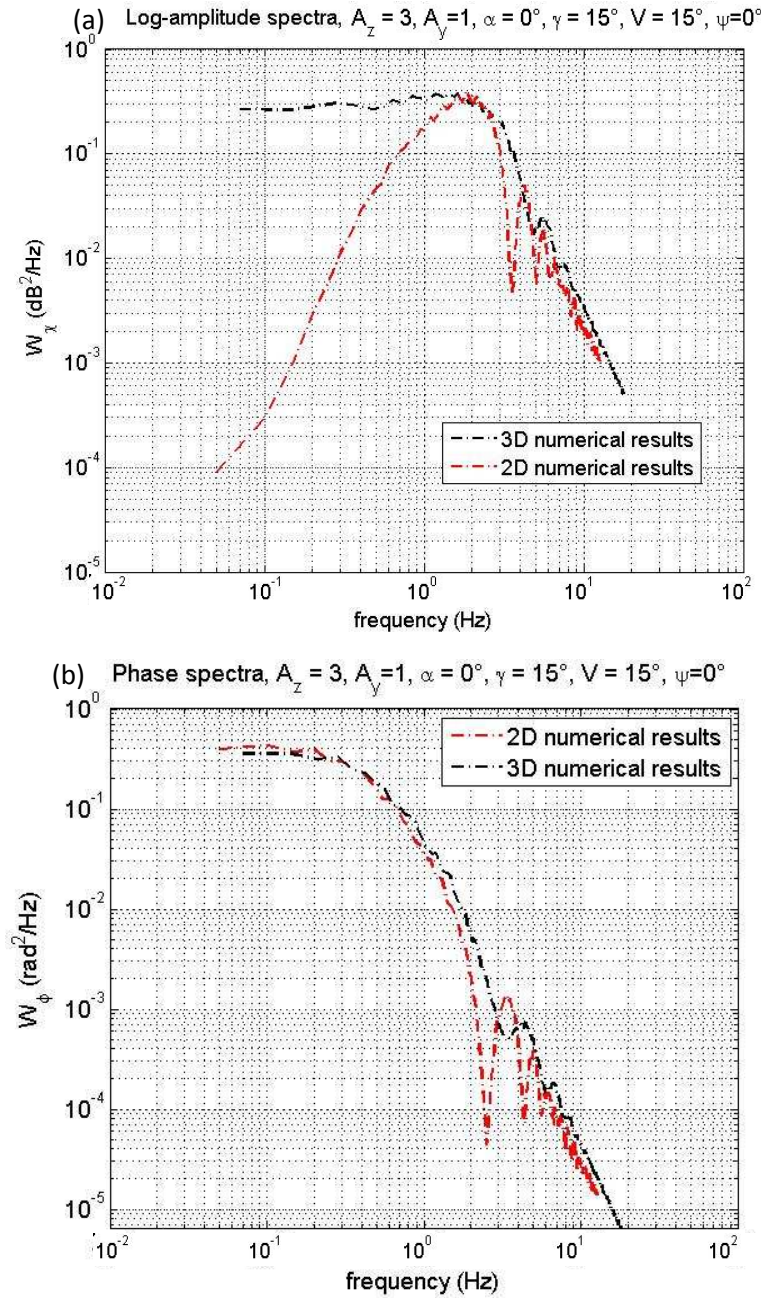 (a) Log-amplitude spectra, A_z = 3, A_y=1, α = 0°, γ = 15°, V = 15°, ψ=0°
10^0
10^-1
10^-2
10^-3
10^-4
10^-5
W_χ (dB^2/Hz)
3D numerical results
2D numerical results
10^-2 10^-1 10^0 10^1 10^2
frequency (Hz)
(b) Phase spectra, A_z = 3, A_y=1, α = 0°, γ = 15°, V = 15°, ψ=0°
10^0
10^-1
10^-2
10^-3
10^-4
10^-5
W_ϕ (rad^2/Hz)
2D numerical results
3D numerical results
10^-2 10^-1 10^0 10^1 10^2
frequency (Hz)